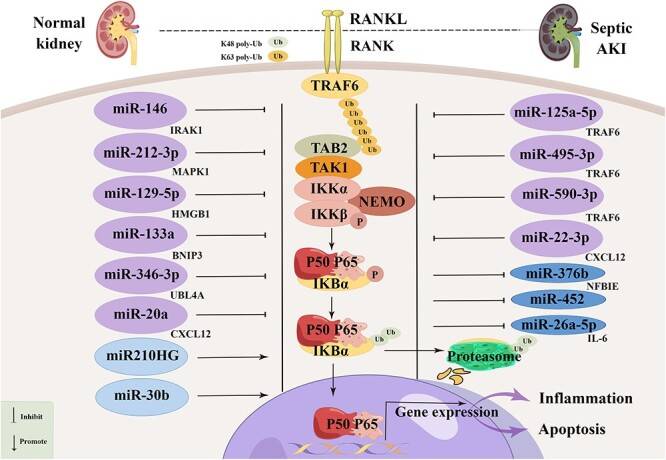 Normal
kidney
RANKL
RANK
Septic
AKI
K48 poly-Ub
Ub
K63 poly-Ub
Ub
TRAF6
Ub
Ub
Ub
Ub
Ub
Ub
TAB2
TAK1
IKKα
NEMO
IKKβ
P
P50 P65
P
IKBα
P50 P65
Ub
Ub
IKBα
Ub
Ub
Proteasome
P50 P65
Gene expression
Inflammation
Apoptosis
miR-146
IRAK1
miR-212-3p
MAPK1
miR-129-5p
HMGB1
miR-133a
BNIP3
miR-346-3p
UBL4A
miR-20a
CXCL12
miR210HG
miR-30b
miR-125a-5p
TRAF6
miR-495-3p
TRAF6
miR-590-3p
TRAF6
miR-22-3p
CXCL12
miR-376b
NFBIE
miR-452
miR-26a-5p
IL-6
Inhibit
Promote